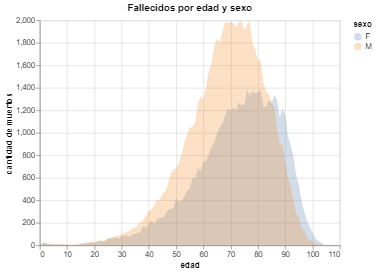 Fallecidos por edad y sexo
sexo
F
M
cantidad de muertos
2,000
1,800
1,600
1,400
1,200
1,000
800
600
400
200
0
0 10 20 30 40 50 60 70 80 90 100 110
edad